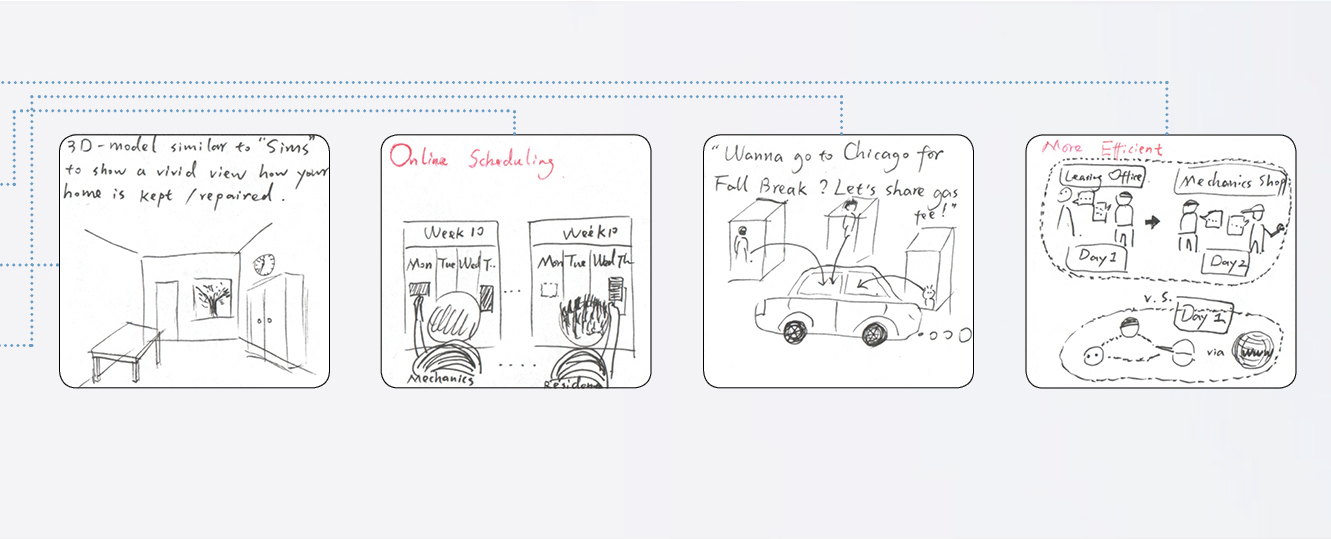 3D-model similar to "Sims"
to show a vivid view how your
home is kept / repaired.
Online Scheduling
Week 10
Mon Tue Wed T..
Mechanics
Week 10
Mon Tue Wed Th
Residen
"Wanna go to Chicago for
Fall Break? Let's share gas
fee!"
More Efficient
Leasing Office
Mechanics Shop
Day 1
Day 2
v.s.
Day 1
via
www